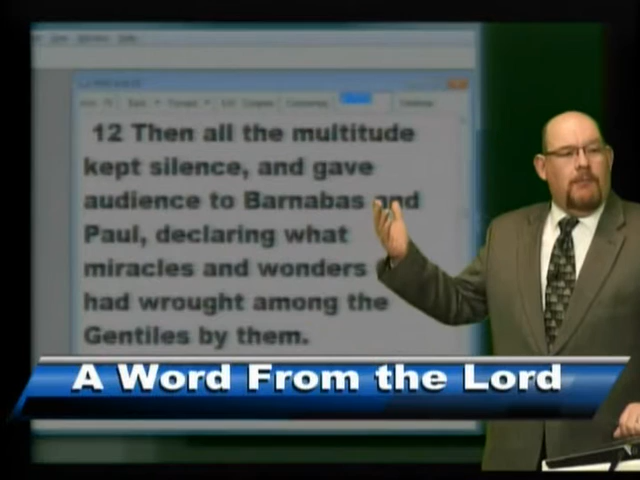 12 Then all the multitude
kept silence, and gave
audience to Barnabas and
Paul, declaring what
miracles and wonders
had wrought among the
Gentiles by them.
A Word From the Lord